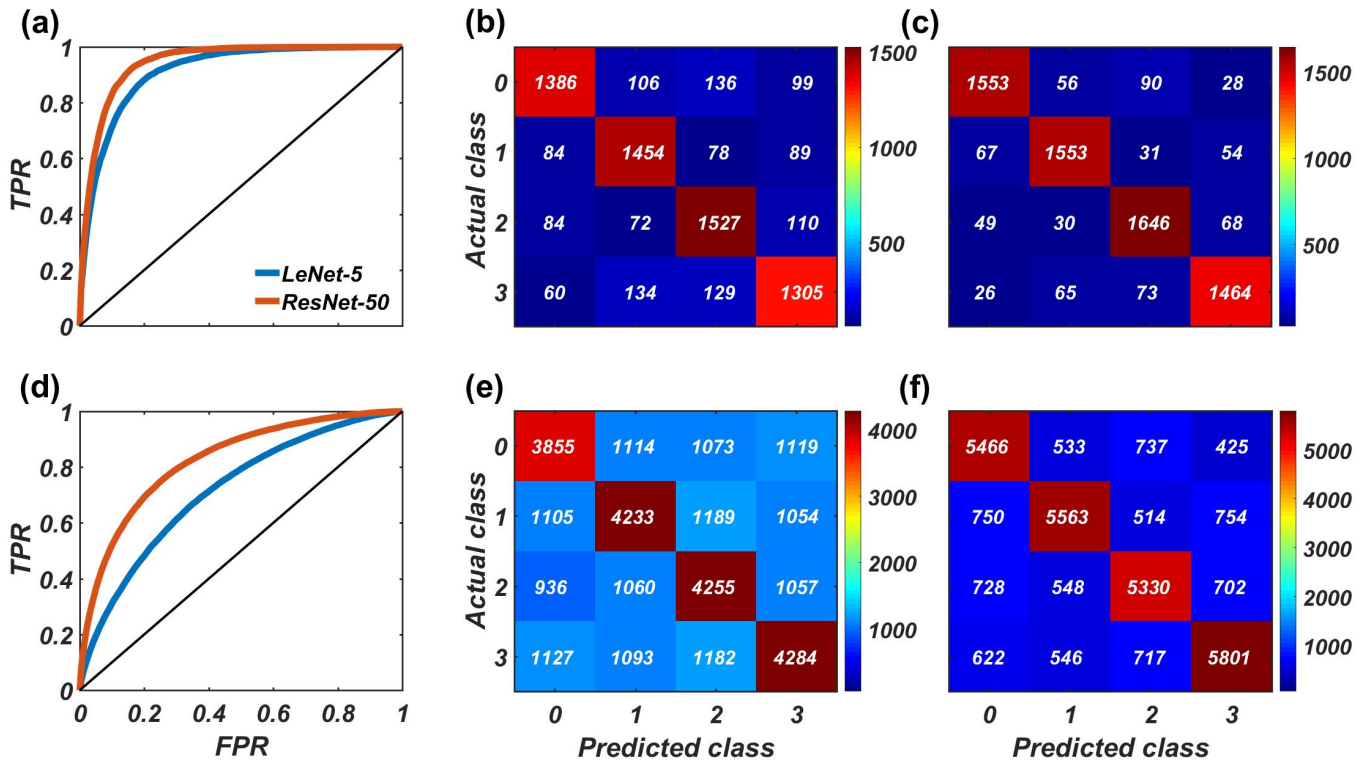 (a)
1
0.8
0.6
0.4
0.2
0
TPR
LeNet-5
ResNet-50
(b)
Actual class
0 1386 106 136 99
1 84 1454 78 89
2 84 72 1527 110
3 60 134 129 1305
1500
1000
500
(c)
1553 56 90 28
67 1553 31 54
49 30 1646 68
26 65 73 1464
1500
1000
500
(d)
1
0.8
0.6
0.4
0.2
0
TPR
0 0.2 0.4 0.6 0.8 1
FPR
(e)
Actual class
0 3855 1114 1073 1119
1 1105 4233 1189 1054
2 936 1060 4255 1057
3 1127 1093 1182 4284
0 1 2 3
Predicted class
4000
3000
2000
1000
(f)
5466 533 737 425
750 5563 514 754
728 548 5330 702
622 546 717 5801
0 1 2 3
Predicted class
5000
4000
3000
2000
1000